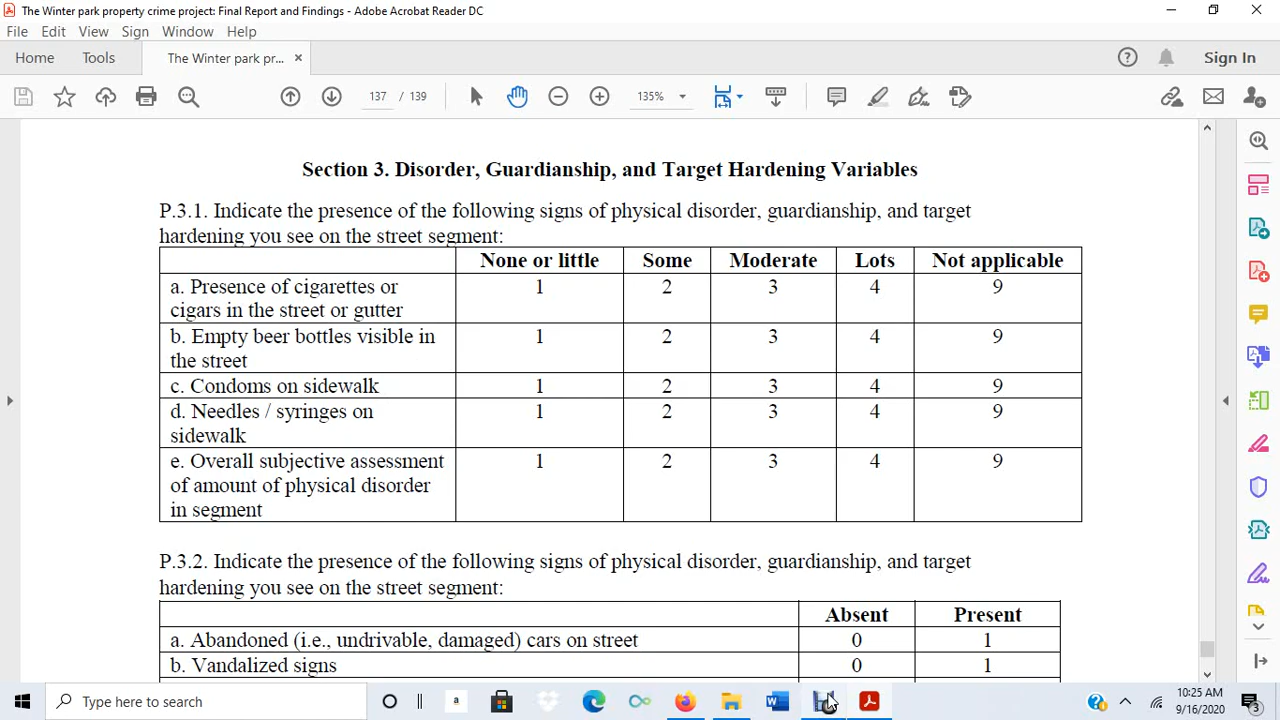 The Winter park property crime project: Final Report and Findings - Adobe Acrobat Reader DC
File Edit View Sign Window Help
Home Tools The Winter park pr... × Sign In
137 / 139 135%
Section 3. Disorder, Guardianship, and Target Hardening Variables
P.3.1. Indicate the presence of the following signs of physical disorder, guardianship, and target
hardening you see on the street segment:
None or little Some Moderate Lots Not applicable
a. Presence of cigarettes or 1 2 3 4 9
cigars in the street or gutter
b. Empty beer bottles visible in 1 2 3 4 9
the street
c. Condoms on sidewalk 1 2 3 4 9
d. Needles / syringes on 1 2 3 4 9
sidewalk
e. Overall subjective assessment 1 2 3 4 9
of amount of physical disorder
in segment
P.3.2. Indicate the presence of the following signs of physical disorder, guardianship, and target
hardening you see on the street segment:
Absent Present
a. Abandoned (i.e., undrivable, damaged) cars on street 0 1
b. Vandalized signs 0 1
Type here to search a 10:25 AM
9/16/2020 3